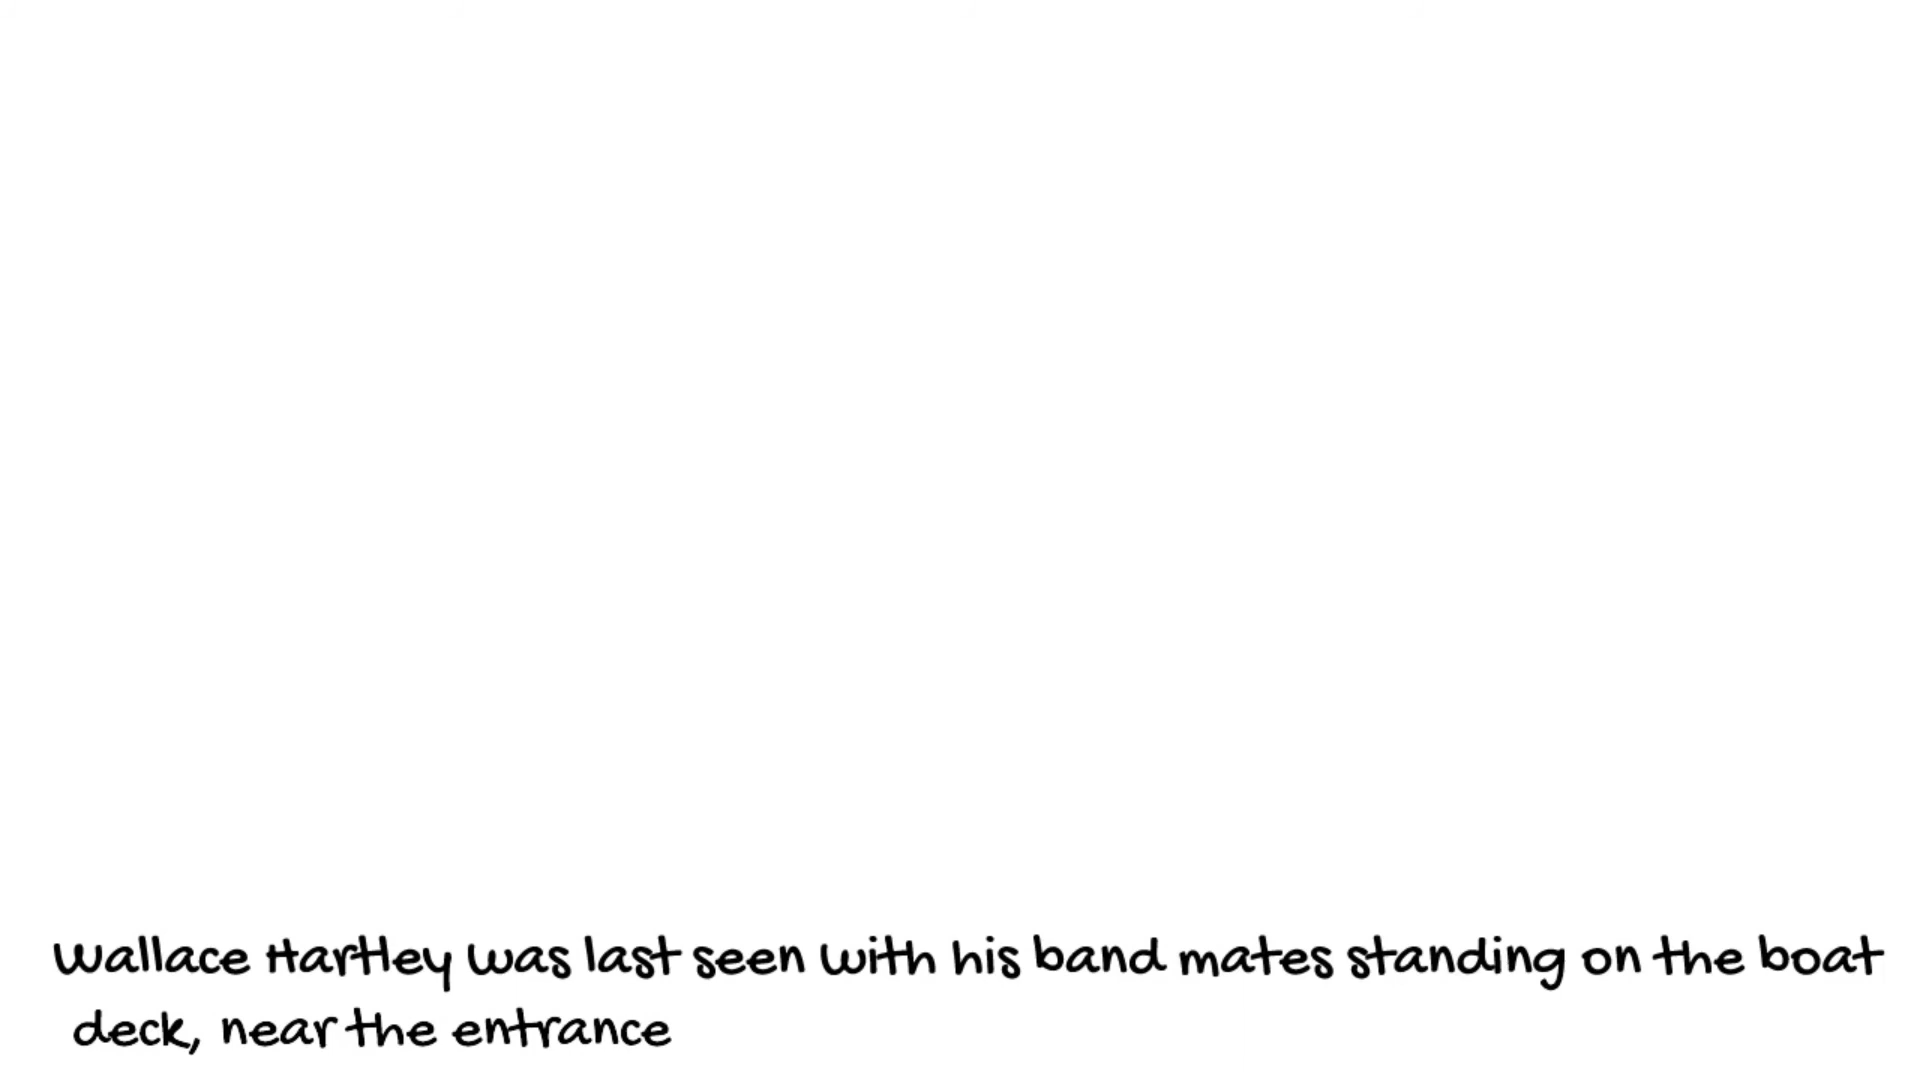 Wallace Hartley was last seen with his band mates standing on the boat
deck, near the entrance